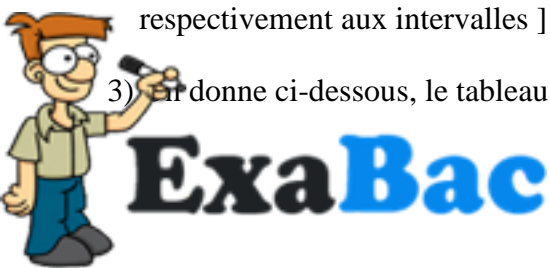 respectivement aux intervalles ]
3) donne ci-dessous, le tableau
ExaBac